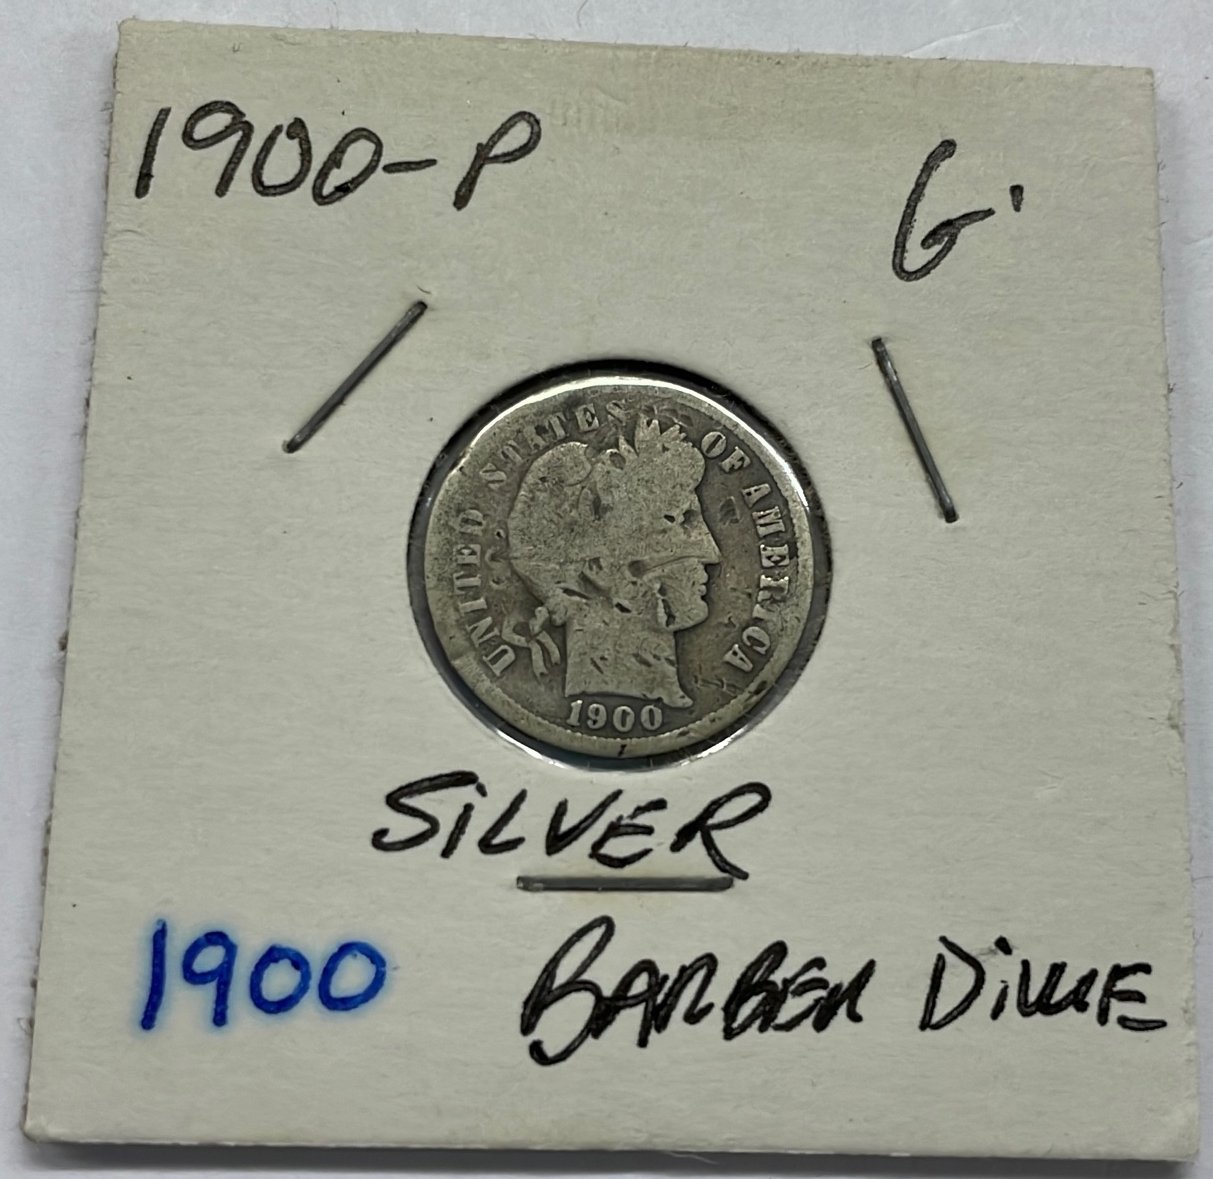 1900-P
G.
UNITED STATES OF AMERICA
1900
SiLVER
1900
BARBER DiME